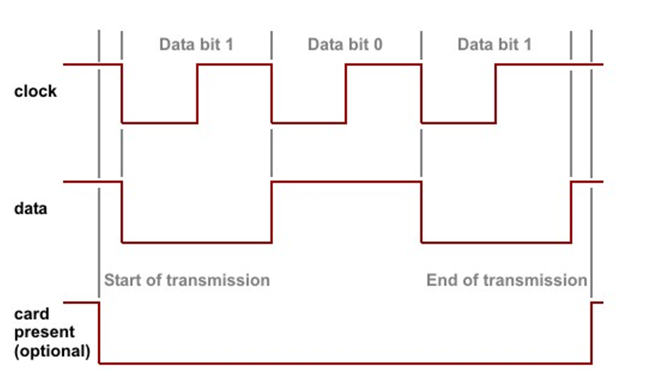 Data bit 1
Data bit 0
Data bit 1
clock
data
Start of transmission
End of transmission
card
present
(optional)